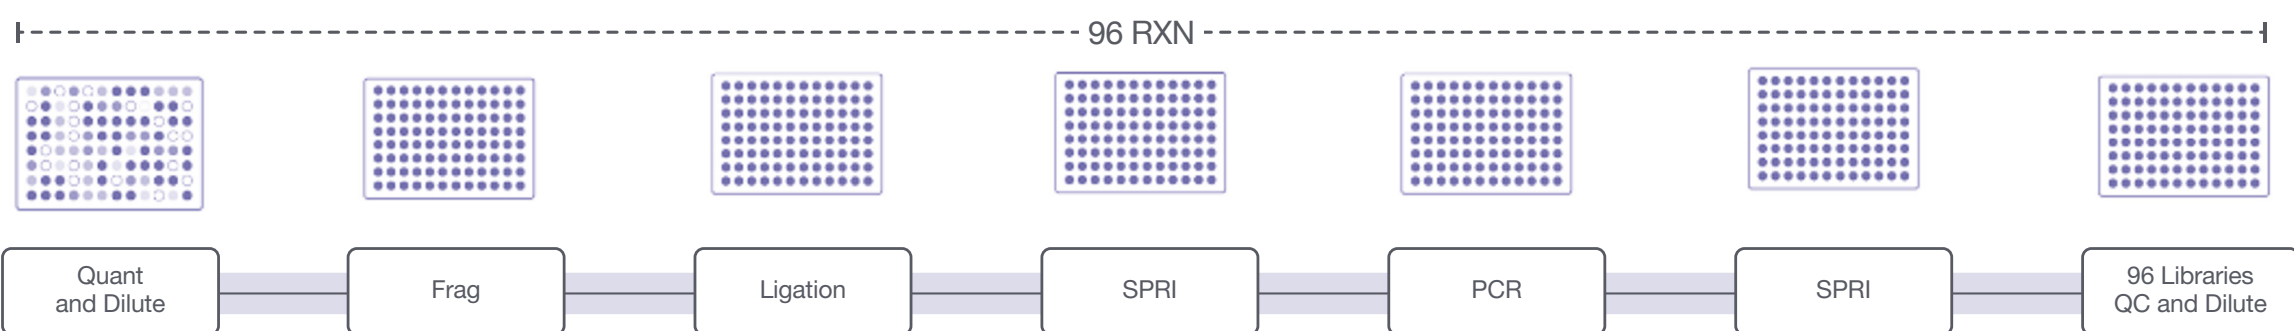 96 RXN
Quant
and Dilute
Frag
Ligation
SPRI
PCR
SPRI
96 Libraries
QC and Dilute